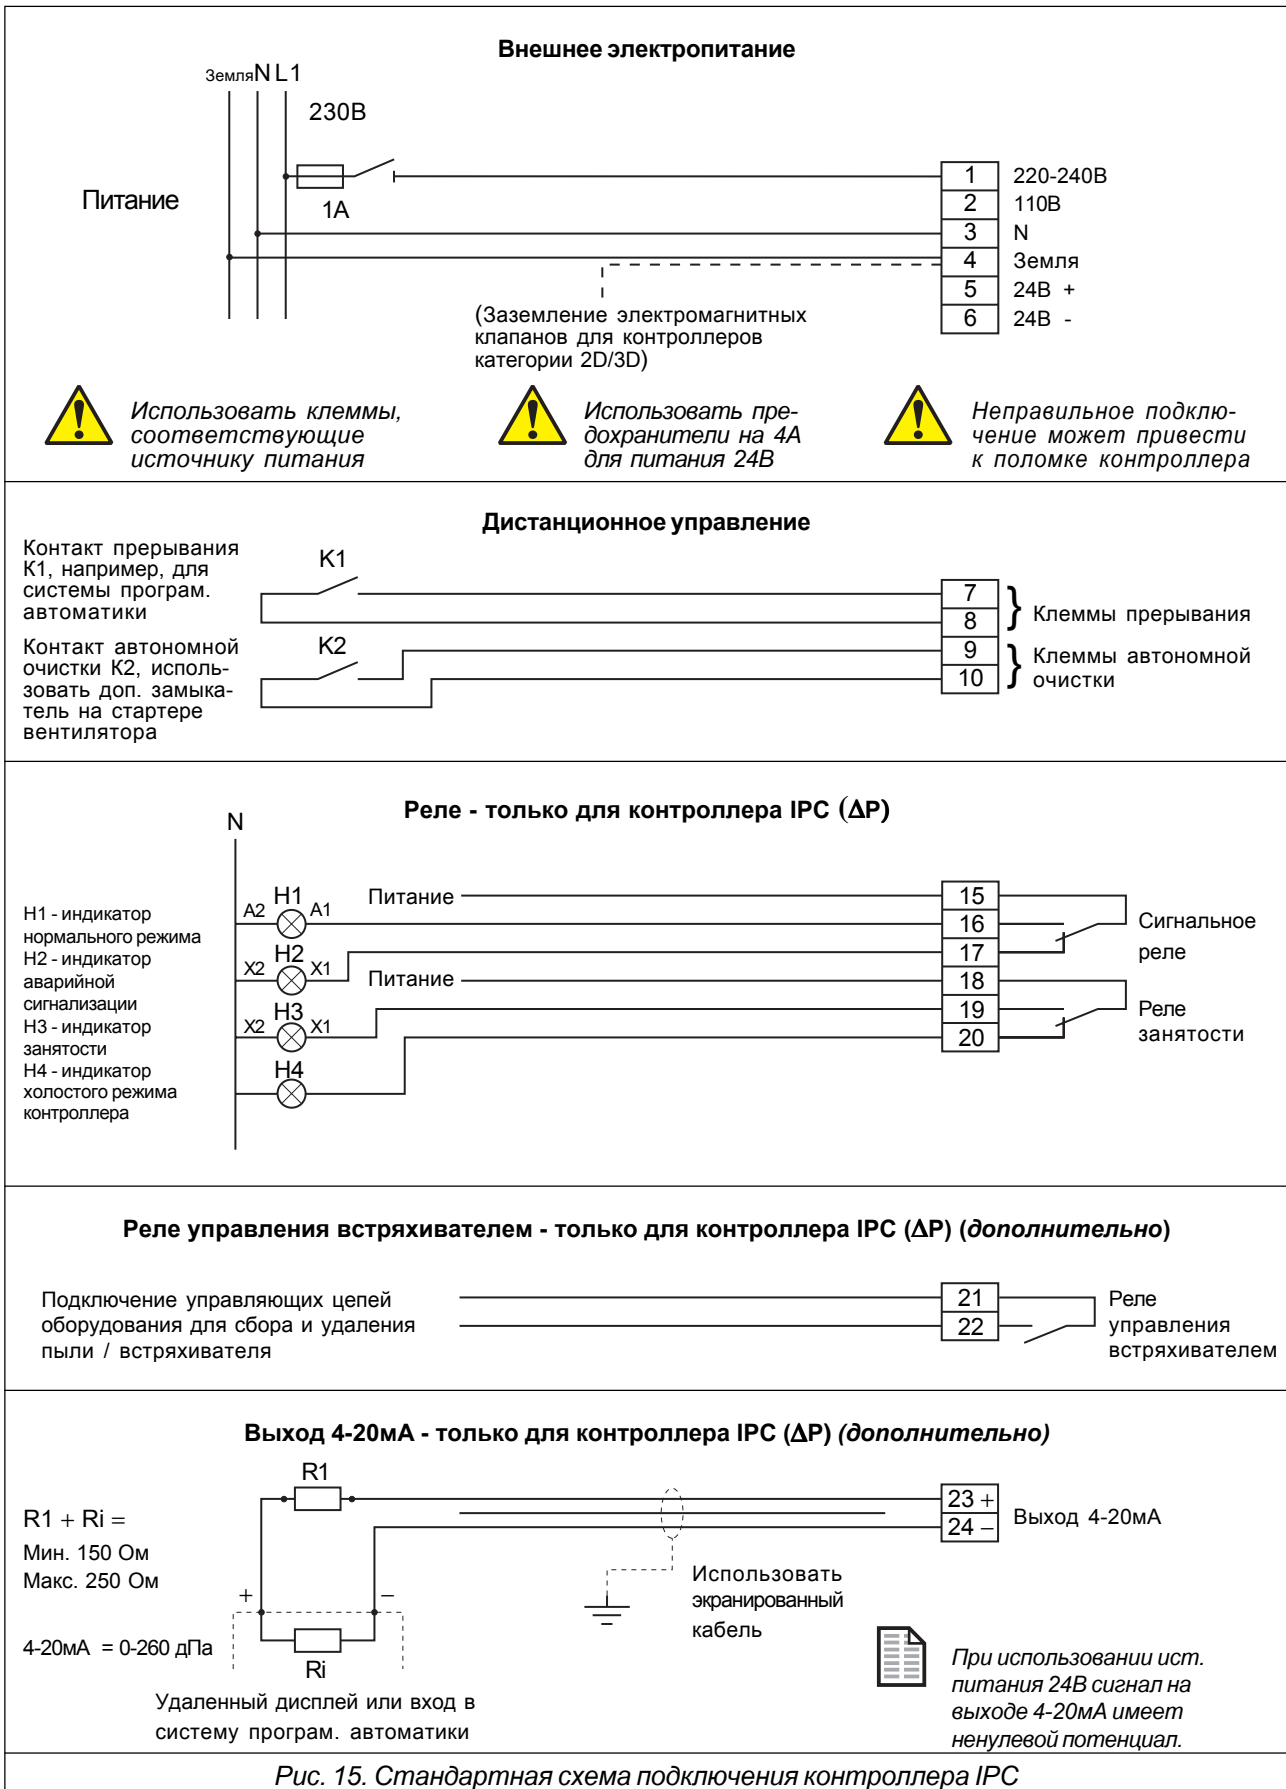 Внешнее электропитание
Земля N L1
230В
Питание
1А
1 220-240В
2 110В
3 N
4 Земля
5 24В +
6 24В -
(Заземление электромагнитных
клапанов для контроллеров
категории 2D/3D)
Использовать клеммы,
соответствующие
источнику питания
Использовать пре-
дохранители на 4А
для питания 24В
Неправильное подклю-
чение может привести
к поломке контроллера
Дистанционное управление
Контакт прерывания
К1, например, для
системы програм.
автоматики
K1
7
8
} Клеммы прерывания
Контакт автономной
очистки К2, исполь-
зовать доп. замыка-
тель на стартере
вентилятора
K2
9
10
} Клеммы автономной
очистки
Реле - только для контроллера IPC (ΔP)
N
H1 - индикатор
нормального режима
H2 - индикатор
аварийной
сигнализации
H3 - индикатор
занятости
H4 - индикатор
холостого режима
контроллера
A2 H1 A1
X2 H2 X1
X2 H3 X1
H4
Питание
Питание
15
16
17
18
19
20
Сигнальное
реле
Реле
занятости
Реле управления встряхивателем - только для контроллера IPC (ΔP) (дополнительно)
Подключение управляющих цепей
оборудования для сбора и удаления
пыли / встряхивателя
21
22
Реле
управления
встряхивателем
Выход 4-20мА - только для контроллера IPC (ΔP) (дополнительно)
R1
R1 + Ri =
Мин. 150 Ом
Макс. 250 Ом
4-20мА = 0-260 дПа
+ −
Ri
Удаленный дисплей или вход в
систему програм. автоматики
Использовать
экранированный
кабель
23 +
24 −
Выход 4-20мА
При использовании ист.
питания 24В сигнал на
выходе 4-20мА имеет
ненулевой потенциал.
Рис. 15. Стандартная схема подключения контроллера IPC